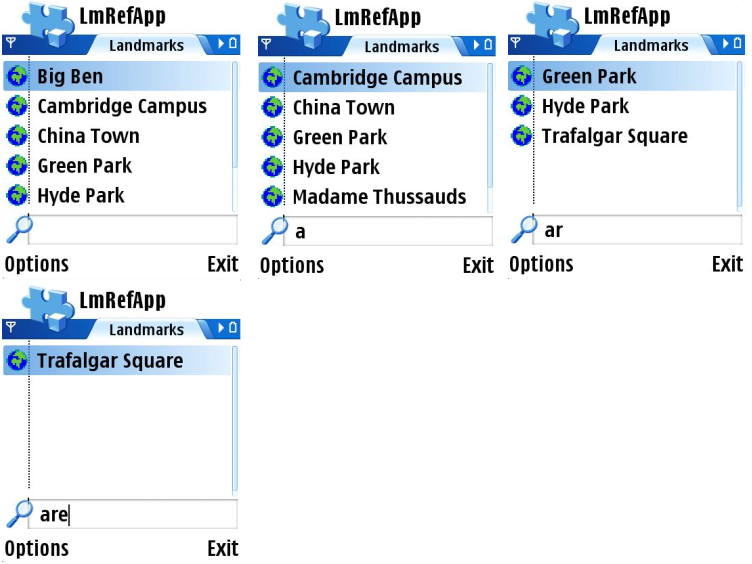 LmRefApp
Landmarks
Big Ben
Cambridge Campus
China Town
Green Park
Hyde Park
Options Exit
LmRefApp
Landmarks
Cambridge Campus
China Town
Green Park
Hyde Park
Madame Thussauds
a
Options Exit
LmRefApp
Landmarks
Green Park
Hyde Park
Trafalgar Square
ar
Options Exit
LmRefApp
Landmarks
Trafalgar Square
are
Options Exit